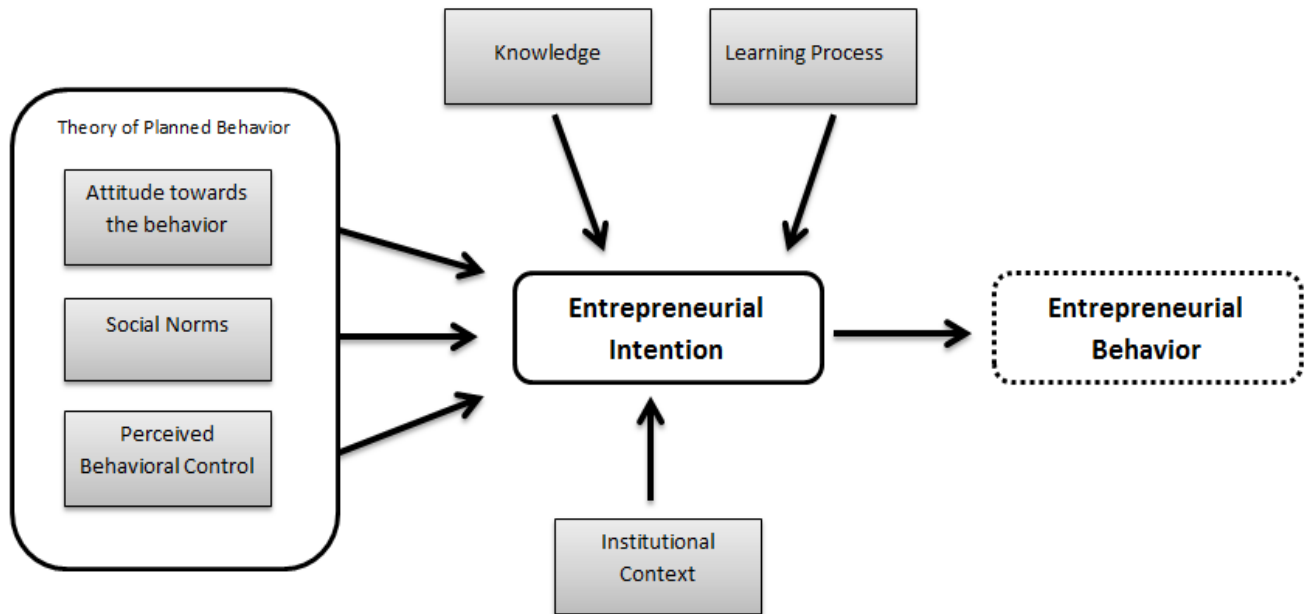 Knowledge
Learning Process
Theory of Planned Behavior
Attitude towards
the behavior
Social Norms
Perceived
Behavioral Control
Entrepreneurial
Intention
Entrepreneurial
Behavior
Institutional
Context